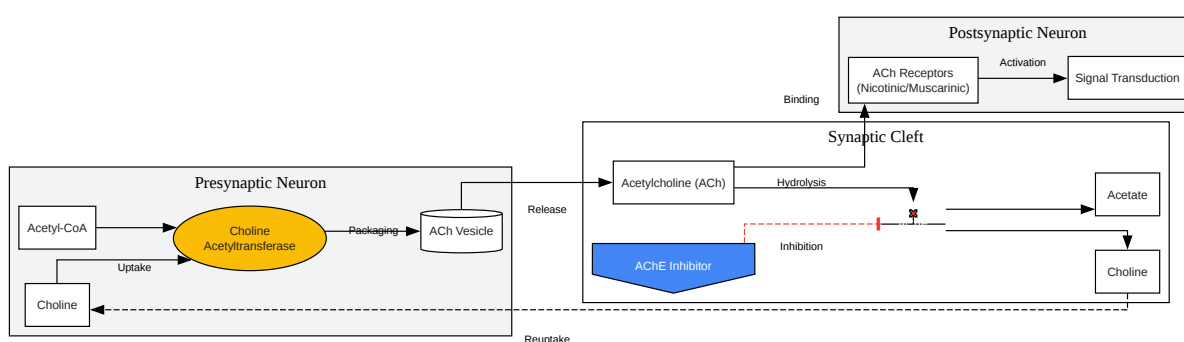 Postsynaptic Neuron
ACh Receptors
(Nicotinic/Muscarinic)
Activation
Signal Transduction
Binding
Synaptic Cleft
Acetylcholine (ACh)
Hydrolysis
Acetate
Inhibition
AChE Inhibitor
Choline
Presynaptic Neuron
Acetyl-CoA
Choline
Acetyltransferase
Packaging
ACh Vesicle
Release
Uptake
Choline
Reuptake